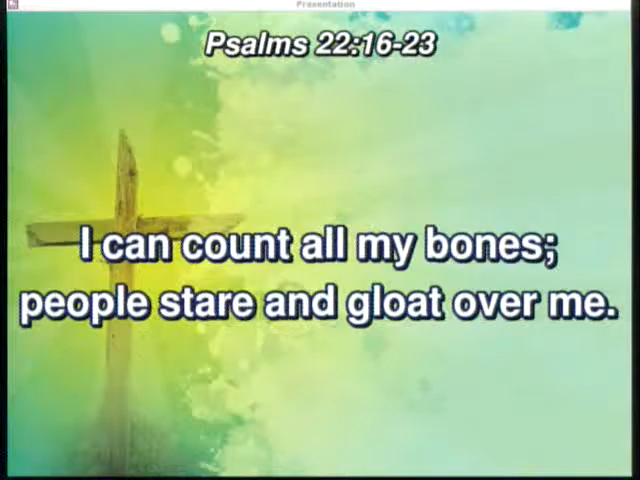 Presentation
Psalms 22:16-23
I can count all my bones;
people stare and gloat over me.